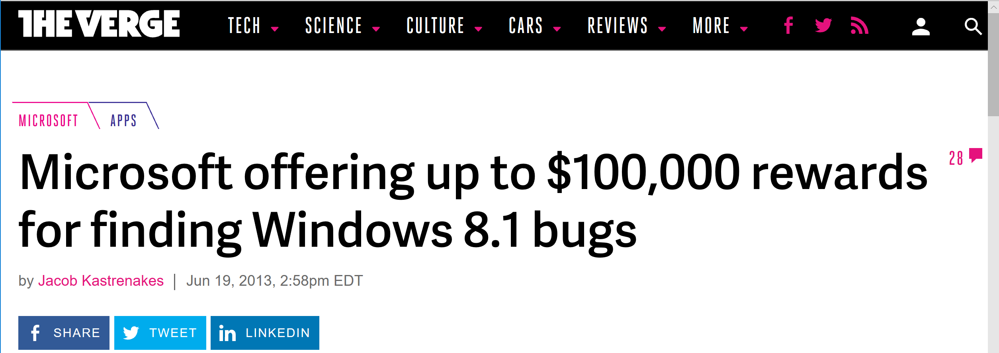 THE VERGE TECH SCIENCE CULTURE CARS REVIEWS MORE
MICROSOFT APPS
Microsoft offering up to $100,000 rewards 28
for finding Windows 8.1 bugs
by Jacob Kastrenakes | Jun 19, 2013, 2:58pm EDT
SHARE TWEET LINKEDIN